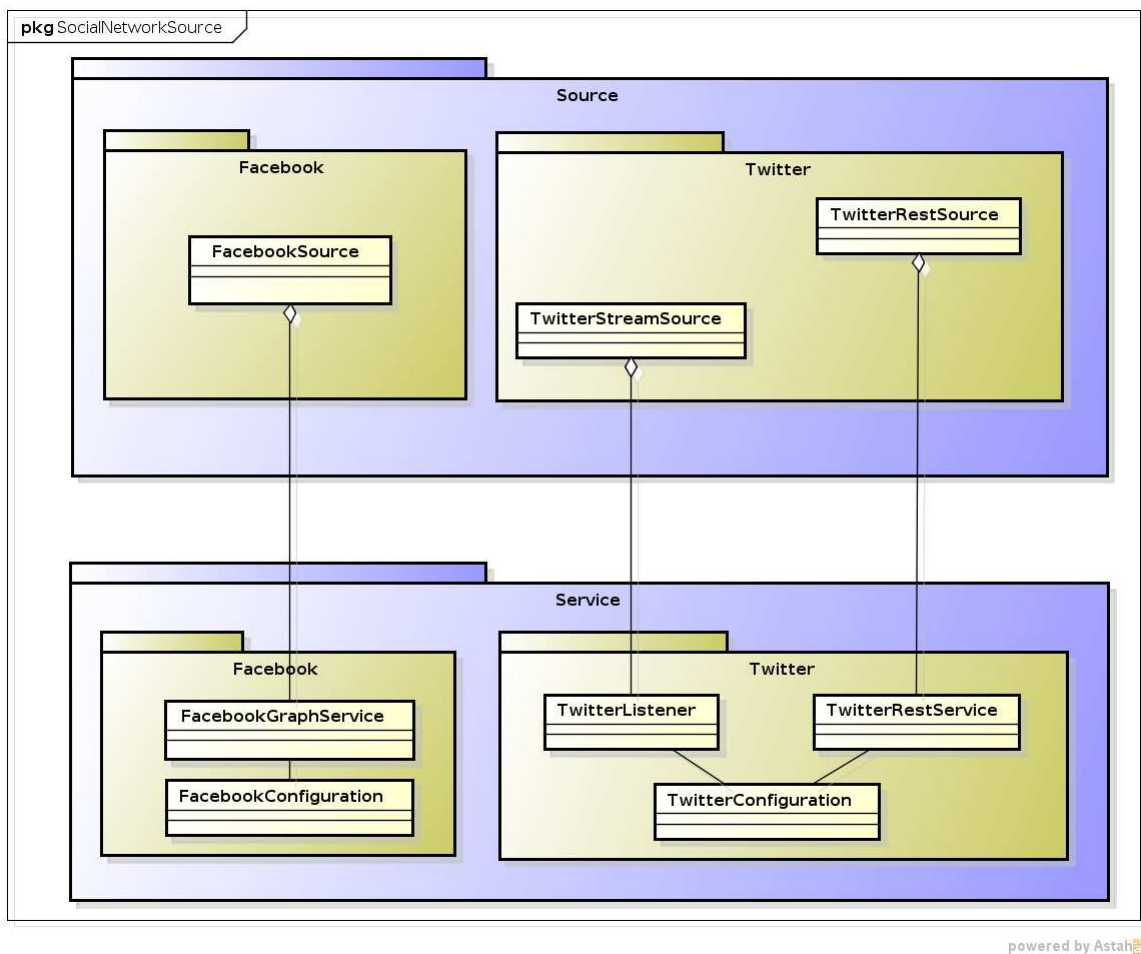 pkg SocialNetworkSource
Source
Facebook
Twitter
TwitterRestSource
FacebookSource
TwitterStreamSource
Service
Facebook
Twitter
FacebookGraphService
TwitterListener
TwitterRestService
FacebookConfiguration
TwitterConfiguration
powered by Astah